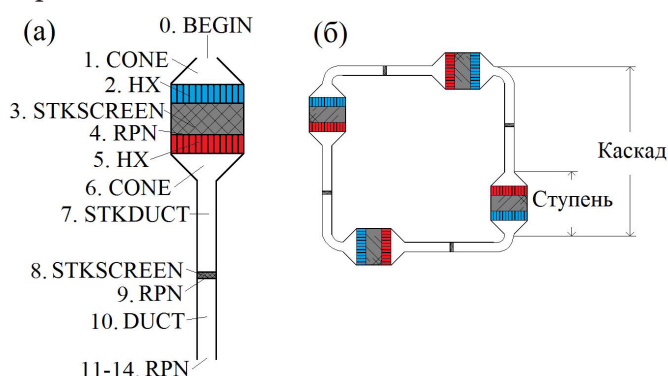 (а)
0. BEGIN
1. CONE
2. HX
3. STKSCREEN
4. RPN
5. HX
6. CONE
7. STKDUCT
8. STKSCREEN
9. RPN
10. DUCT
11-14. RPN
(б)
Каскад
Ступень